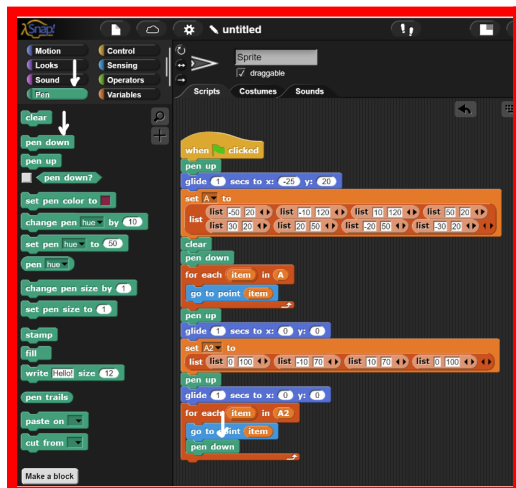 Snap! untitled
Motion Control
Looks Sensing
Sound Operators
Pen Variables
Sprite
draggable
Scripts Costumes Sounds
clear
pen down
pen up
pen down?
set pen color to
change pen hue by 10
set pen hue to 50
pen hue
change pen size by 1
set pen size to 1
stamp
fill
write Hello! size 12
pen trails
paste on
cut from
Make a block
when clicked
pen up
glide 1 secs to x: -25 y: 20
set A to
list list -50 20 list -10 120 list 10 120 list 50 20
list 30 20 list 20 50 list -20 50 list -30 20
clear
pen down
for each item in A
go to point item
pen up
glide 1 secs to x: 0 y: 0
set A2 to
list list 0 100 list -10 70 list 10 70 list 0 100
pen up
glide 1 secs to x: 0 y: 0
for each item in A2
go to point item
pen down